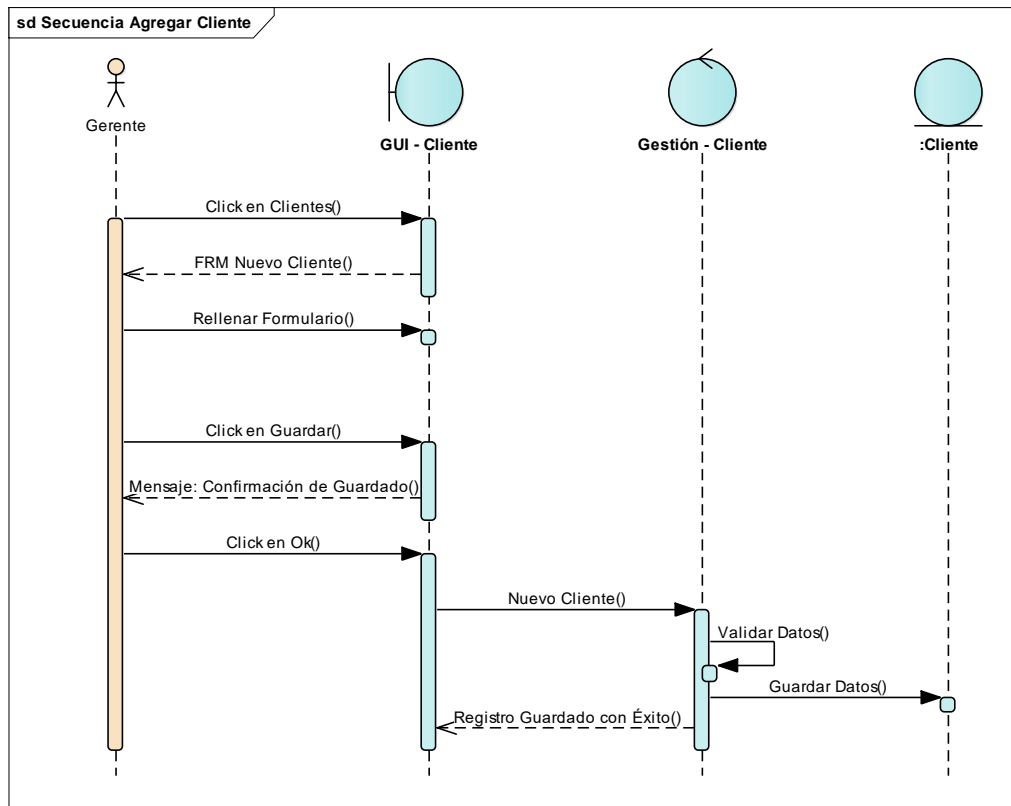 sd Secuencia Agregar Cliente
Gerente
GUI - Cliente
Gestión - Cliente
:Cliente
Click en Clientes()
FRM Nuevo Cliente()
Rellenar Formulario()
Click en Guardar()
Mensaje: Confirmación de Guardado()
Click en Ok()
Nuevo Cliente()
Validar Datos()
Guardar Datos()
Registro Guardado con Éxito()